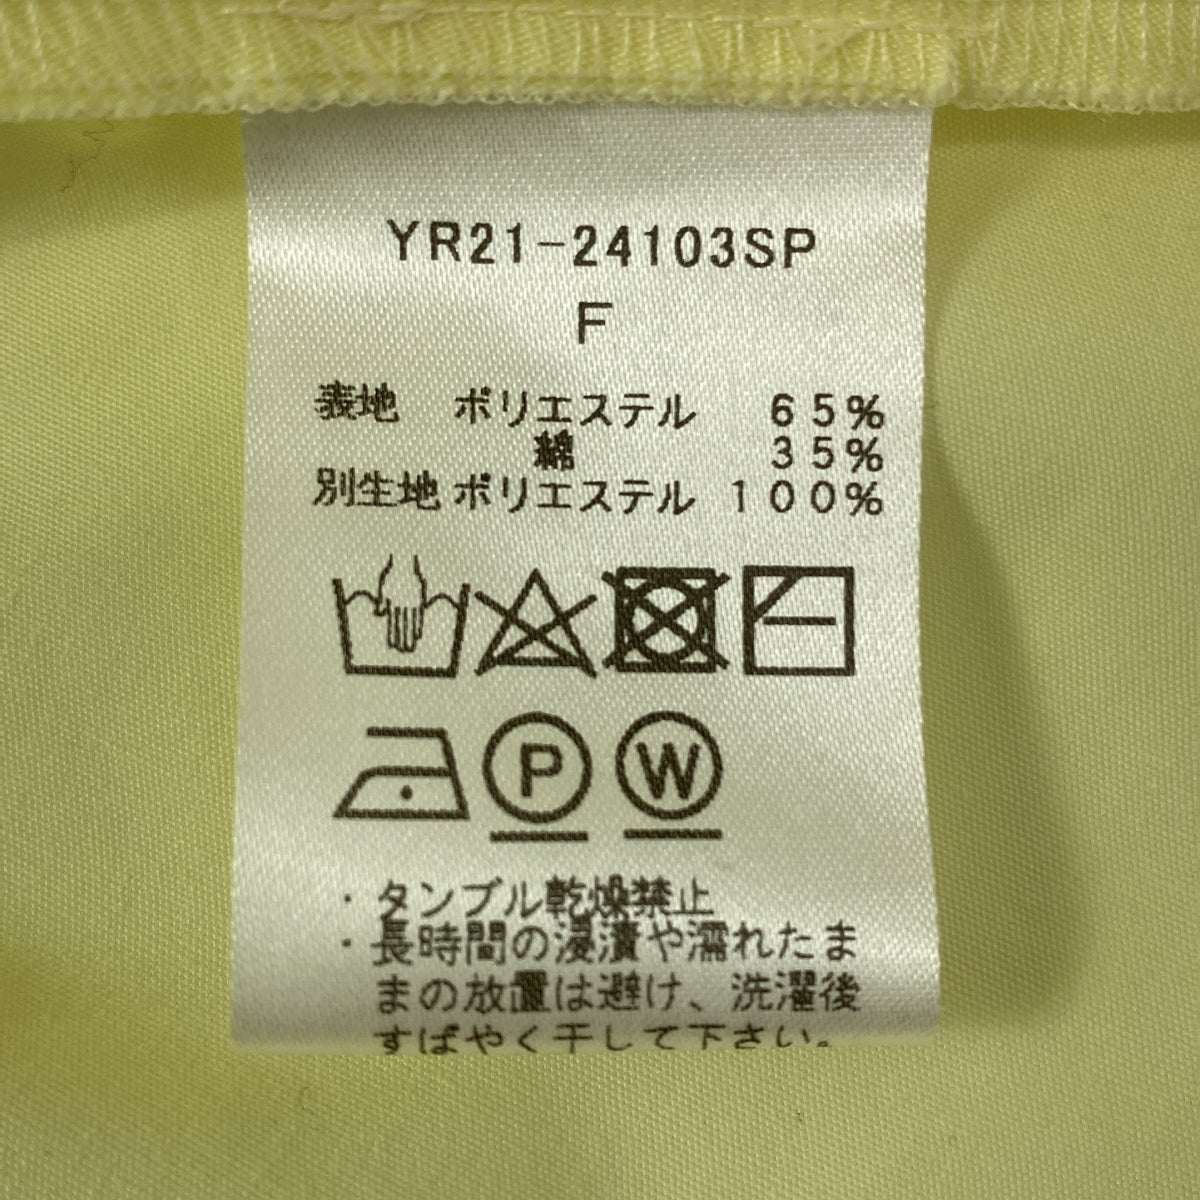 YR21-24103SP
F
表地 ポリエステル 65%
綿 35%
別生地 ポリエステル 100%
P W
・タンブル乾燥禁止
・長時間の浸漬や濡れたま
まの放置は避け、洗濯後
すばやく干して下さい。